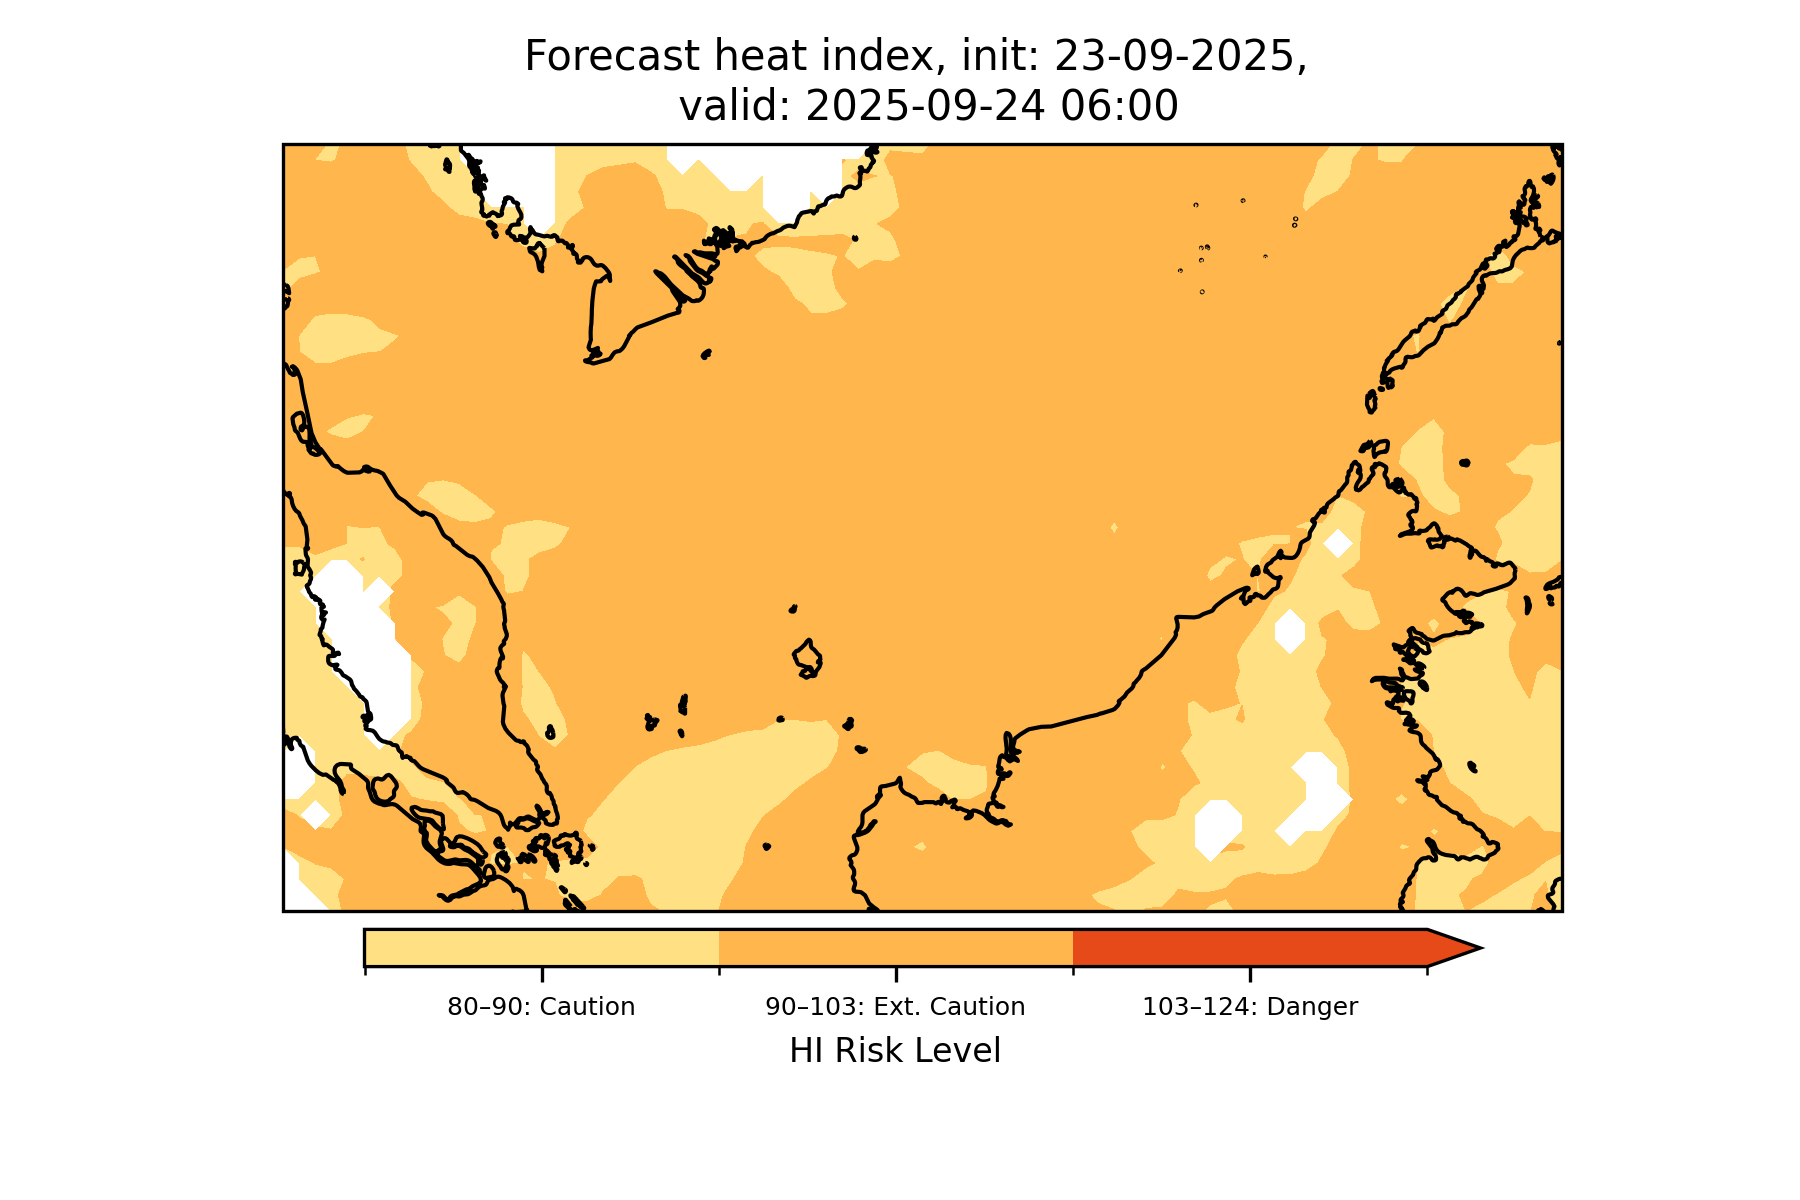 Forecast heat index, init: 23-09-2025,
valid: 2025-09-24 06:00
80–90: Caution
90–103: Ext. Caution
103–124: Danger
HI Risk Level